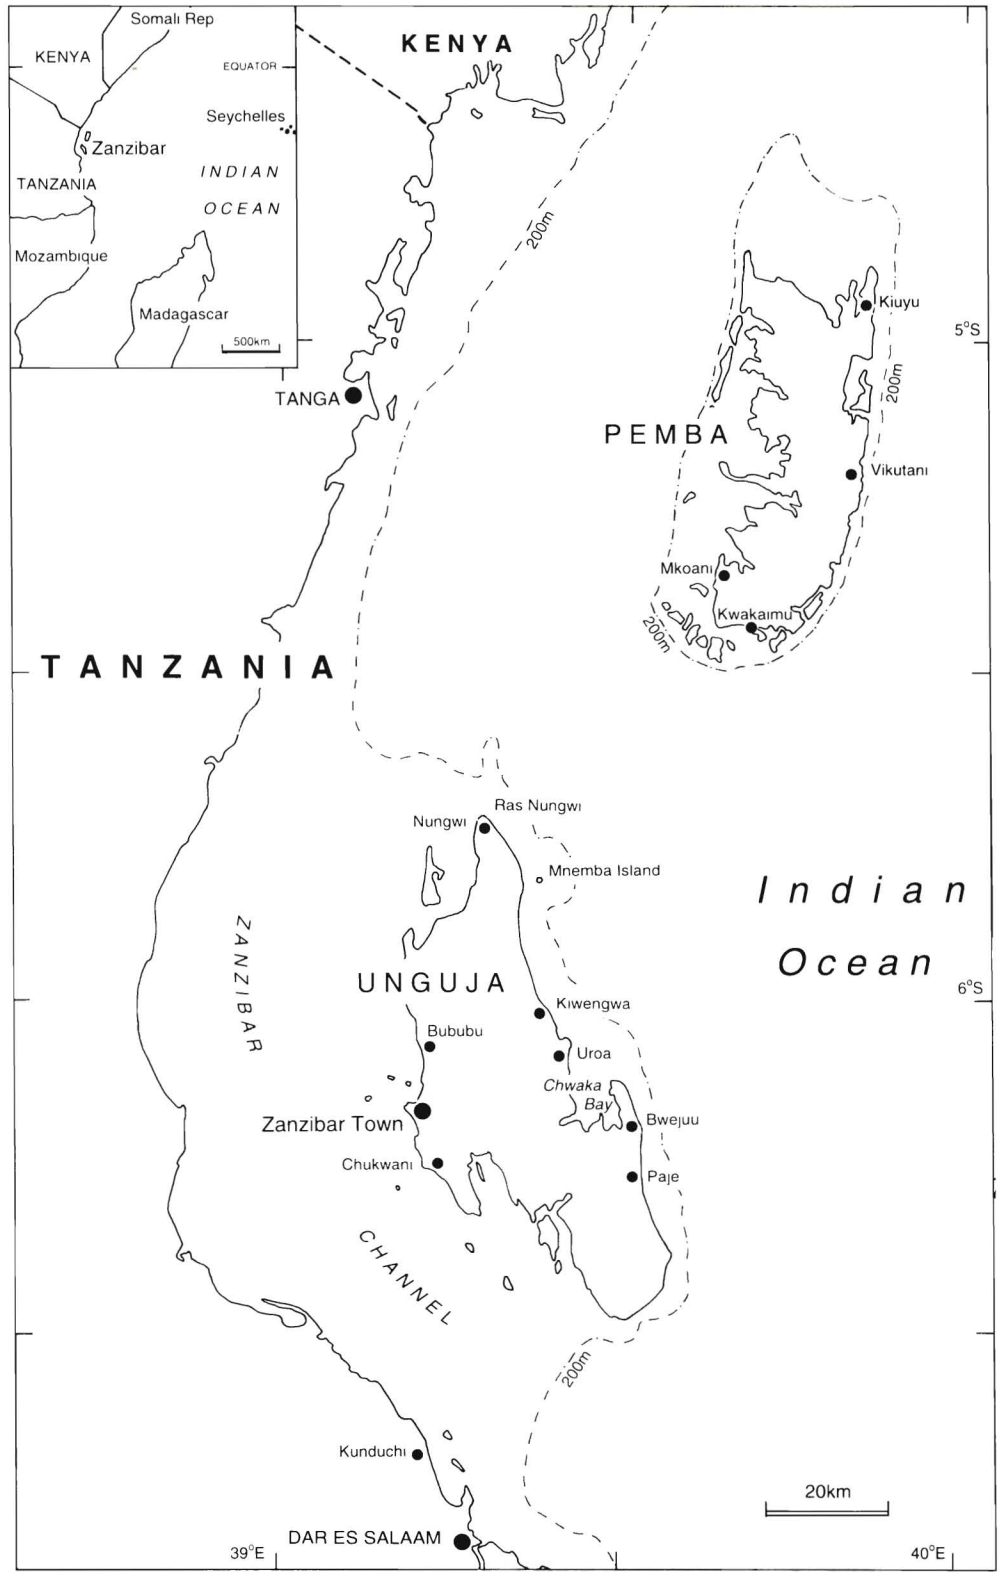 Somali Rep
KENYA
EQUATOR
Seychelles
Zanzibar
INDIAN
OCEAN
TANZANIA
Mozambique
Madagascar
500km
KENYA
200m
Kiuyu
5°S
200m
TANGA
PEMBA
Vikutani
Mkoani
Kwakaimu
200m
TANZANIA
Ras Nungwi
Nungwi
Mnemba Island
Indian
Ocean
ZANZIBAR
UNGUJA
6°S
Kiwengwa
Bububu
Uroa
Chwaka
Bay
Zanzibar Town
Bwejuu
Chukwani
Paje
CHANNEL
200m
Kunduchi
20km
DAR ES SALAAM
39°E
40°E